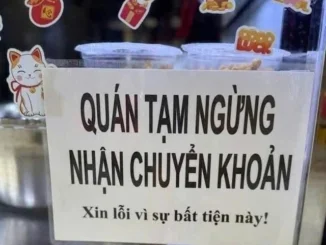 QUÁN TẠM NGỪNG
NHẬN CHUYỂN KHOẢN
Xin lỗi vì sự bất tiện này!